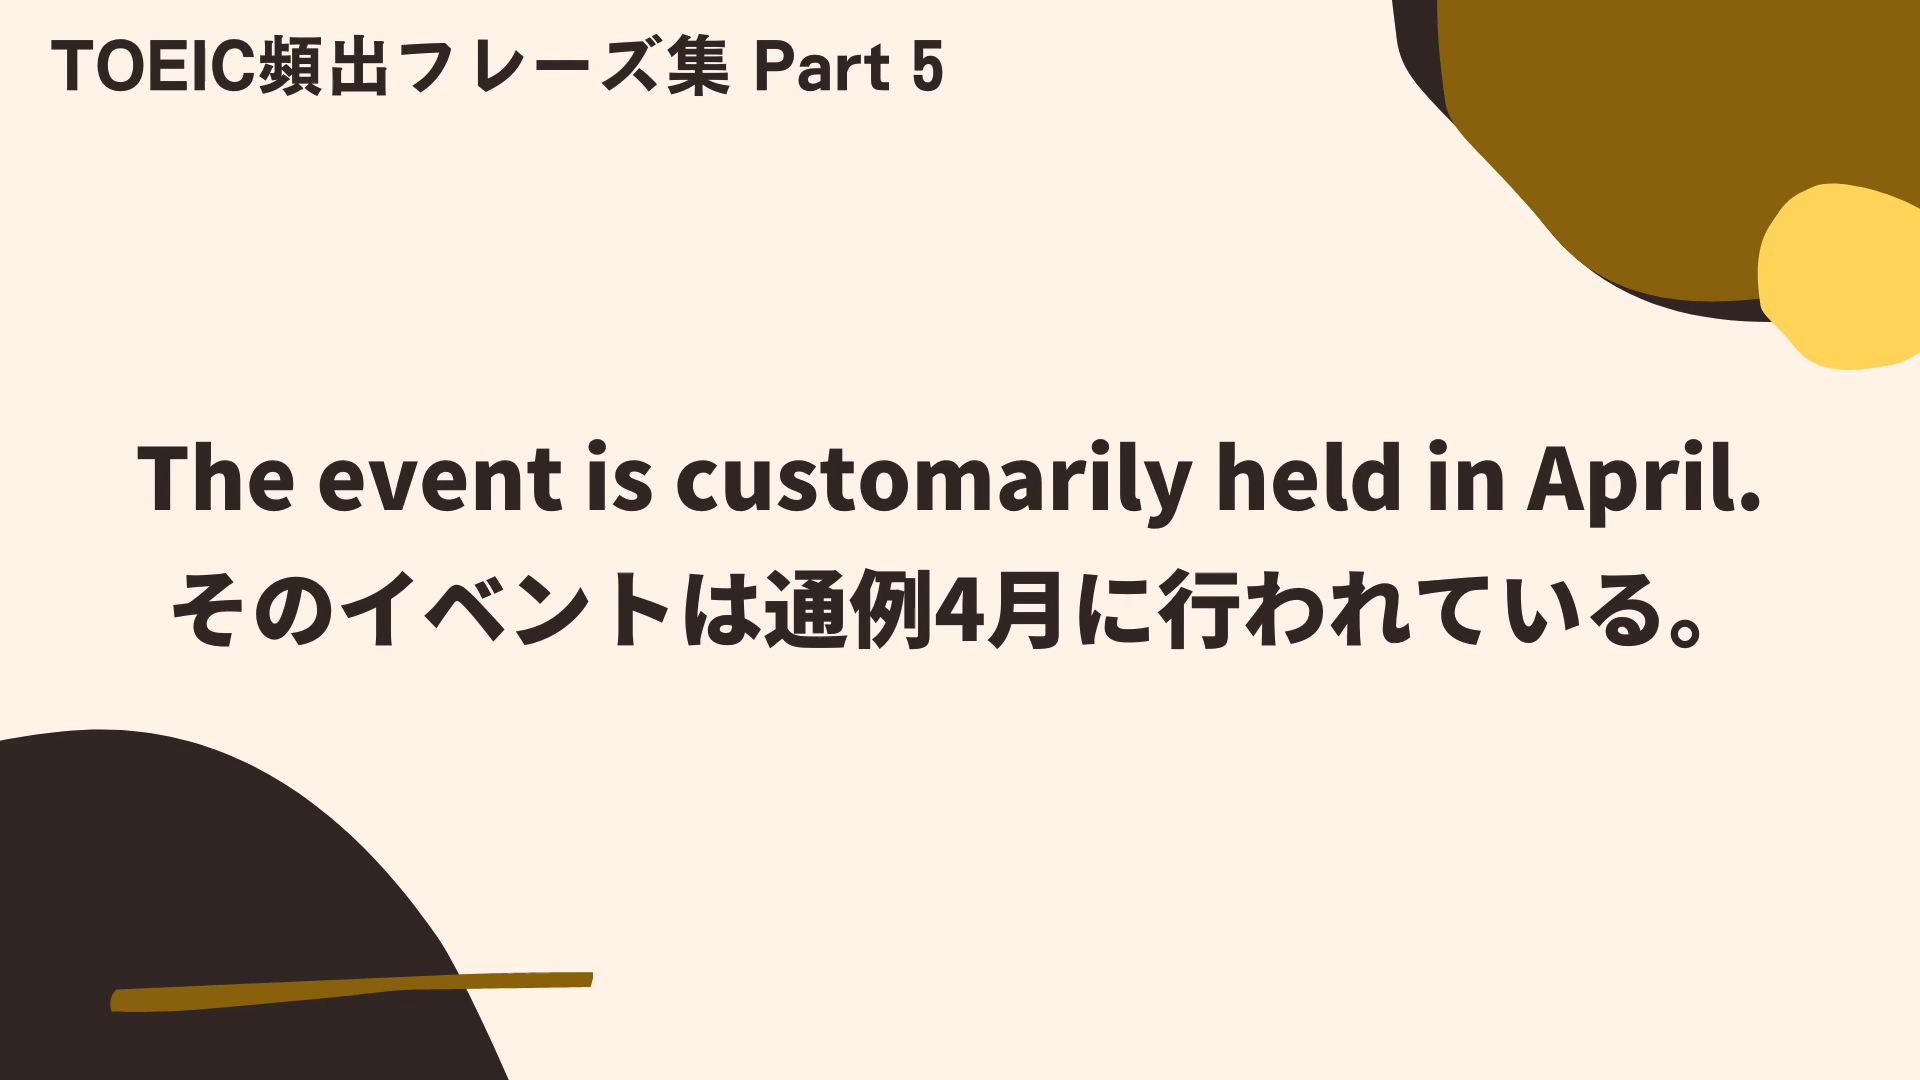 TOEIC頻出フレーズ集 Part 5
The event is customarily held in April.
そのイベントは通例4月に行われている。